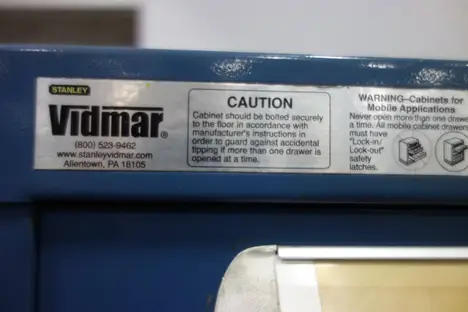 STANLEY
Vidmar®
(800) 523-9462
www.stanleyvidmar.com
Allentown, PA 18105
CAUTION
Cabinet should be bolted securely
to the floor in accordance with
manufacturer's instructions in
order to guard against accidental
tipping if more than one drawer is
opened at a time.
WARNING–Cabinets for
Mobile Applications
Never open more than one drawe
a time. All mobile cabinet drawe
must have
"Lock-in/
Lock-out"
safety
latches.